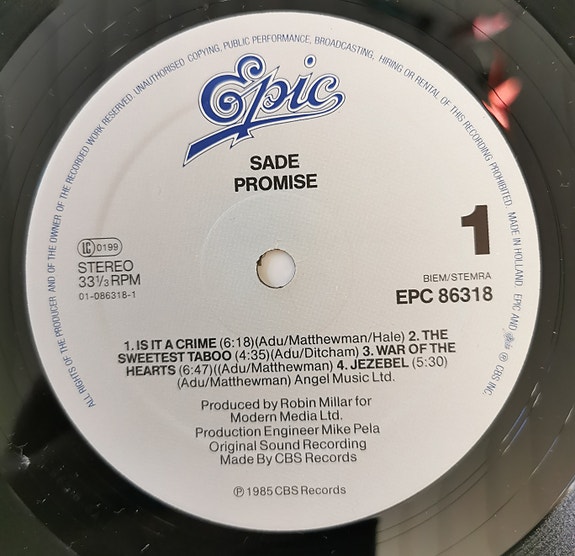 ALL RIGHTS OF THE PRODUCER AND OF THE OWNER OF THE RECORDED WORK RESERVED. UNAUTHORISED COPYING, PUBLIC PERFORMANCE, BROADCASTING, HIRING OR RENTAL OF THIS RECORDING PROHIBITED. MADE IN HOLLAND. EPIC AND Epic ℗ CBS INC.
Epic
SADE
PROMISE
1
LC 0199
STEREO
33⅓ RPM
01-086318-1
BIEM/STEMRA
EPC 86318
1. IS IT A CRIME (6:18)(Adu/Matthewman/Hale) 2. THE
SWEETEST TABOO (4:35)(Adu/Ditcham) 3. WAR OF THE
HEARTS (6:47)((Adu/Matthewman) 4. JEZEBEL (5:30)
(Adu/Matthewman) Angel Music Ltd.
Produced by Robin Millar for
Modern Media Ltd.
Production Engineer Mike Pela
Original Sound Recording
Made By CBS Records
℗ 1985 CBS Records